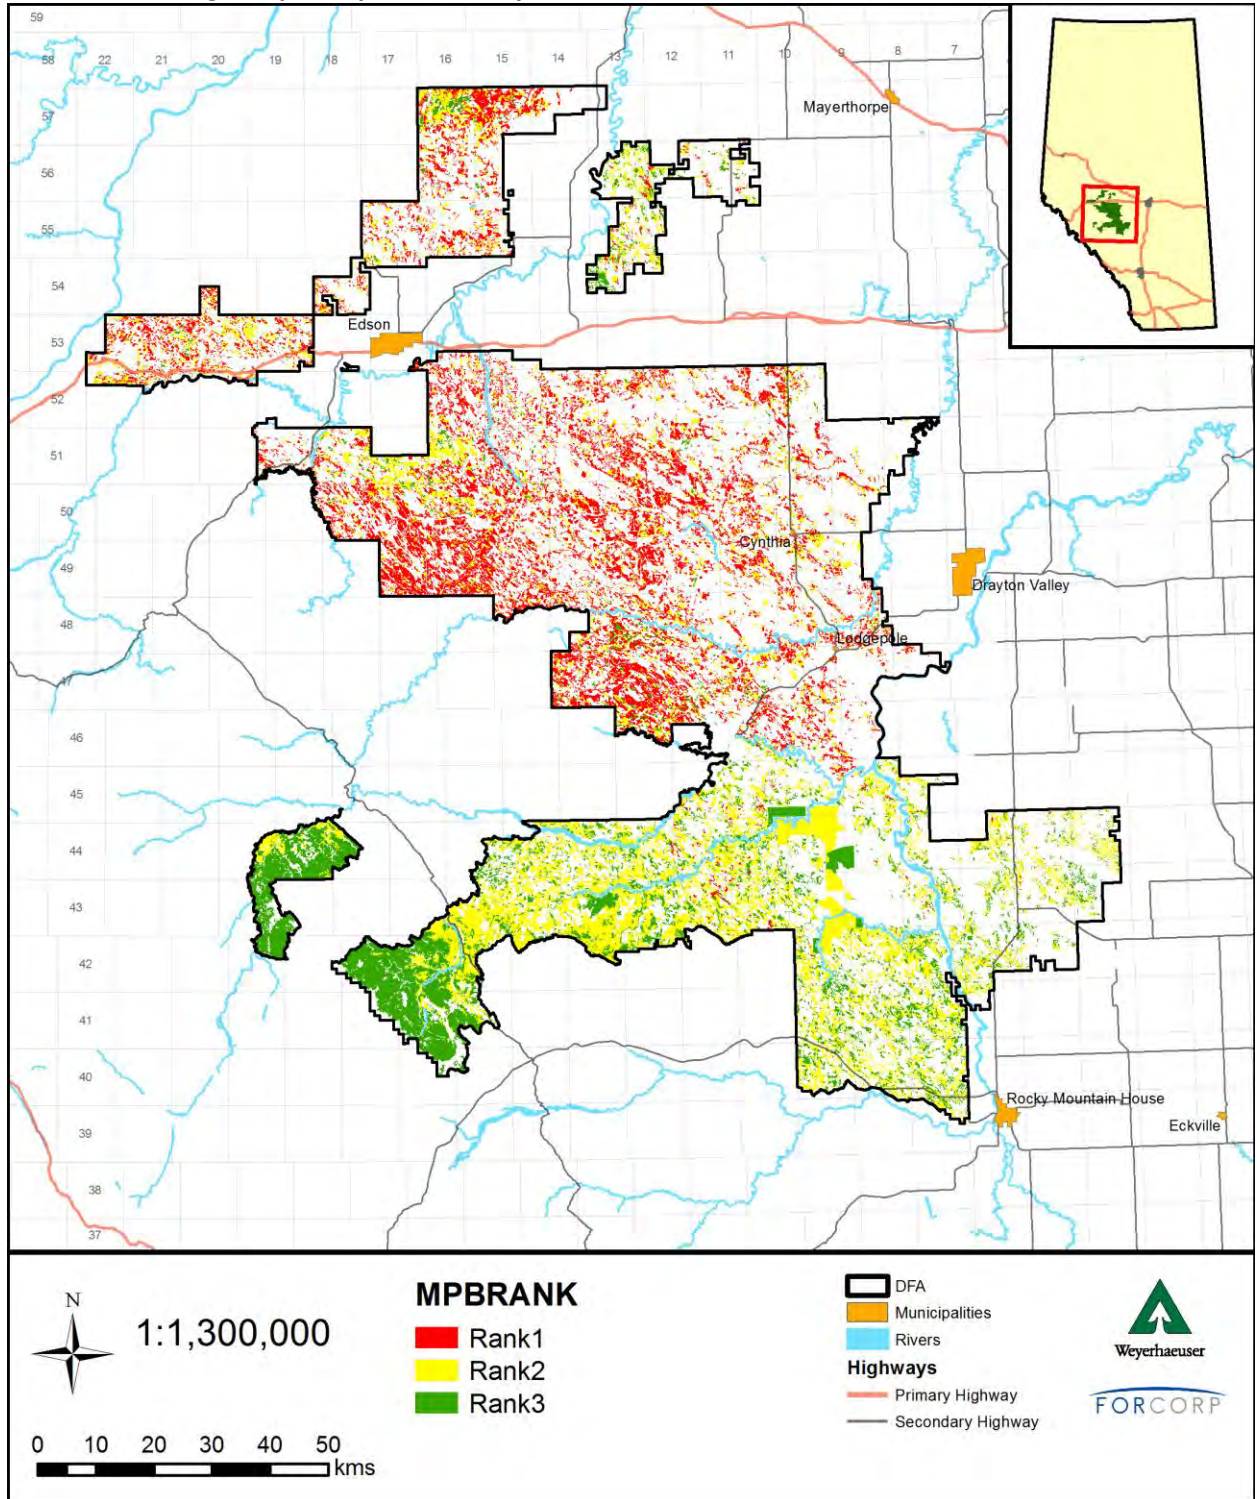 59
58 22 21 20 19 18 17 16 15 14 13 12 11 10 9 8 7
57
Mayerthorpe
56
55
54
Edson
53
52
51
50
Cynthia
49
Drayton Valley
48
Lodgepole
47
46
45
44
43
42
41
40
Rocky Mountain House
39
Eckville
38
37
N
1:1,300,000
0 10 20 30 40 50
kms
MPBRANK
Rank1
Rank2
Rank3
DFA
Municipalities
Rivers
Highways
Primary Highway
Secondary Highway
Weyerhaeuser
FORCORP